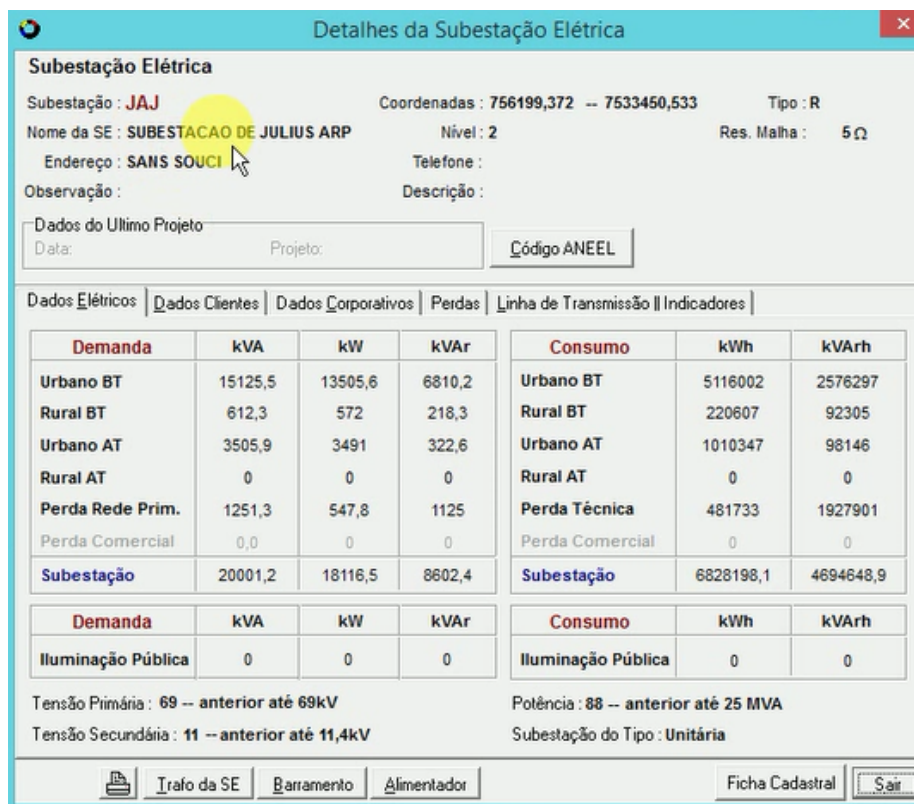 Detalhes da Subestação Elétrica
Subestação Elétrica
Subestação : JAJ Coordenadas : 756199,372 -- 7533450,533 Tipo : R
Nome da SE : SUBESTACAO DE JULIUS ARP Nível : 2 Res. Malha : 5 Ω
Endereço : SANS SOUCI Telefone :
Observação : Descrição :
Dados do Ultimo Projeto
Data: Projeto: Código ANEEL
Dados Elétricos Dados Clientes Dados Corporativos Perdas Linha de Transmissão || Indicadores
Demanda kVA kW kVAr Consumo kWh kVArh
Urbano BT 15125,5 13505,6 6810,2 Urbano BT 5116002 2576297
Rural BT 612,3 572 218,3 Rural BT 220607 92305
Urbano AT 3505,9 3491 322,6 Urbano AT 1010347 98146
Rural AT 0 0 0 Rural AT 0 0
Perda Rede Prim. 1251,3 547,8 1125 Perda Técnica 481733 1927901
Perda Comercial 0,0 0 0 Perda Comercial 0 0
Subestação 20001,2 18116,5 8602,4 Subestação 6828198,1 4694648,9
Demanda kVA kW kVAr Consumo kWh kVArh
Iluminação Pública 0 0 0 Iluminação Pública 0 0
Tensão Primária : 69 -- anterior até 69kV Potência : 88 -- anterior até 25 MVA
Tensão Secundária : 11 -- anterior até 11,4kV Subestação do Tipo : Unitária
Trafo da SE Barramento Alimentador Ficha Cadastral Sair